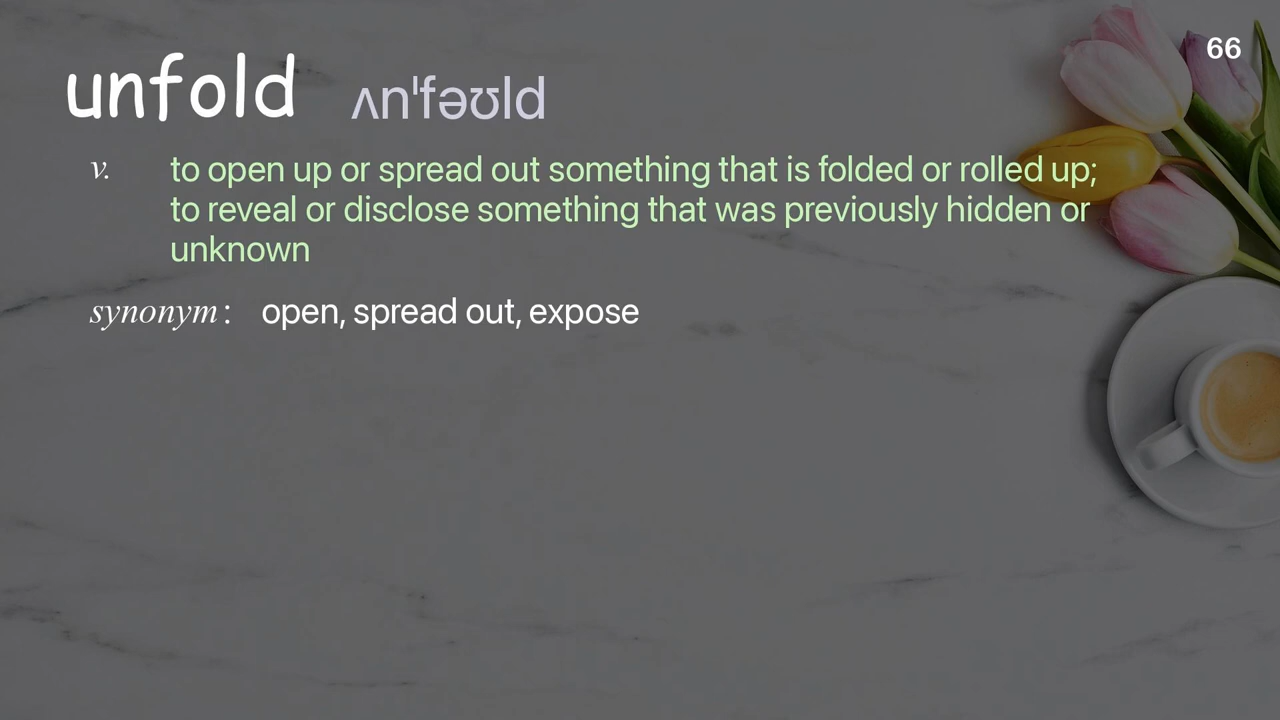 66
unfold ʌnˈfəʊld
v. to open up or spread out something that is folded or rolled up;
to reveal or disclose something that was previously hidden or
unknown
synonym: open, spread out, expose